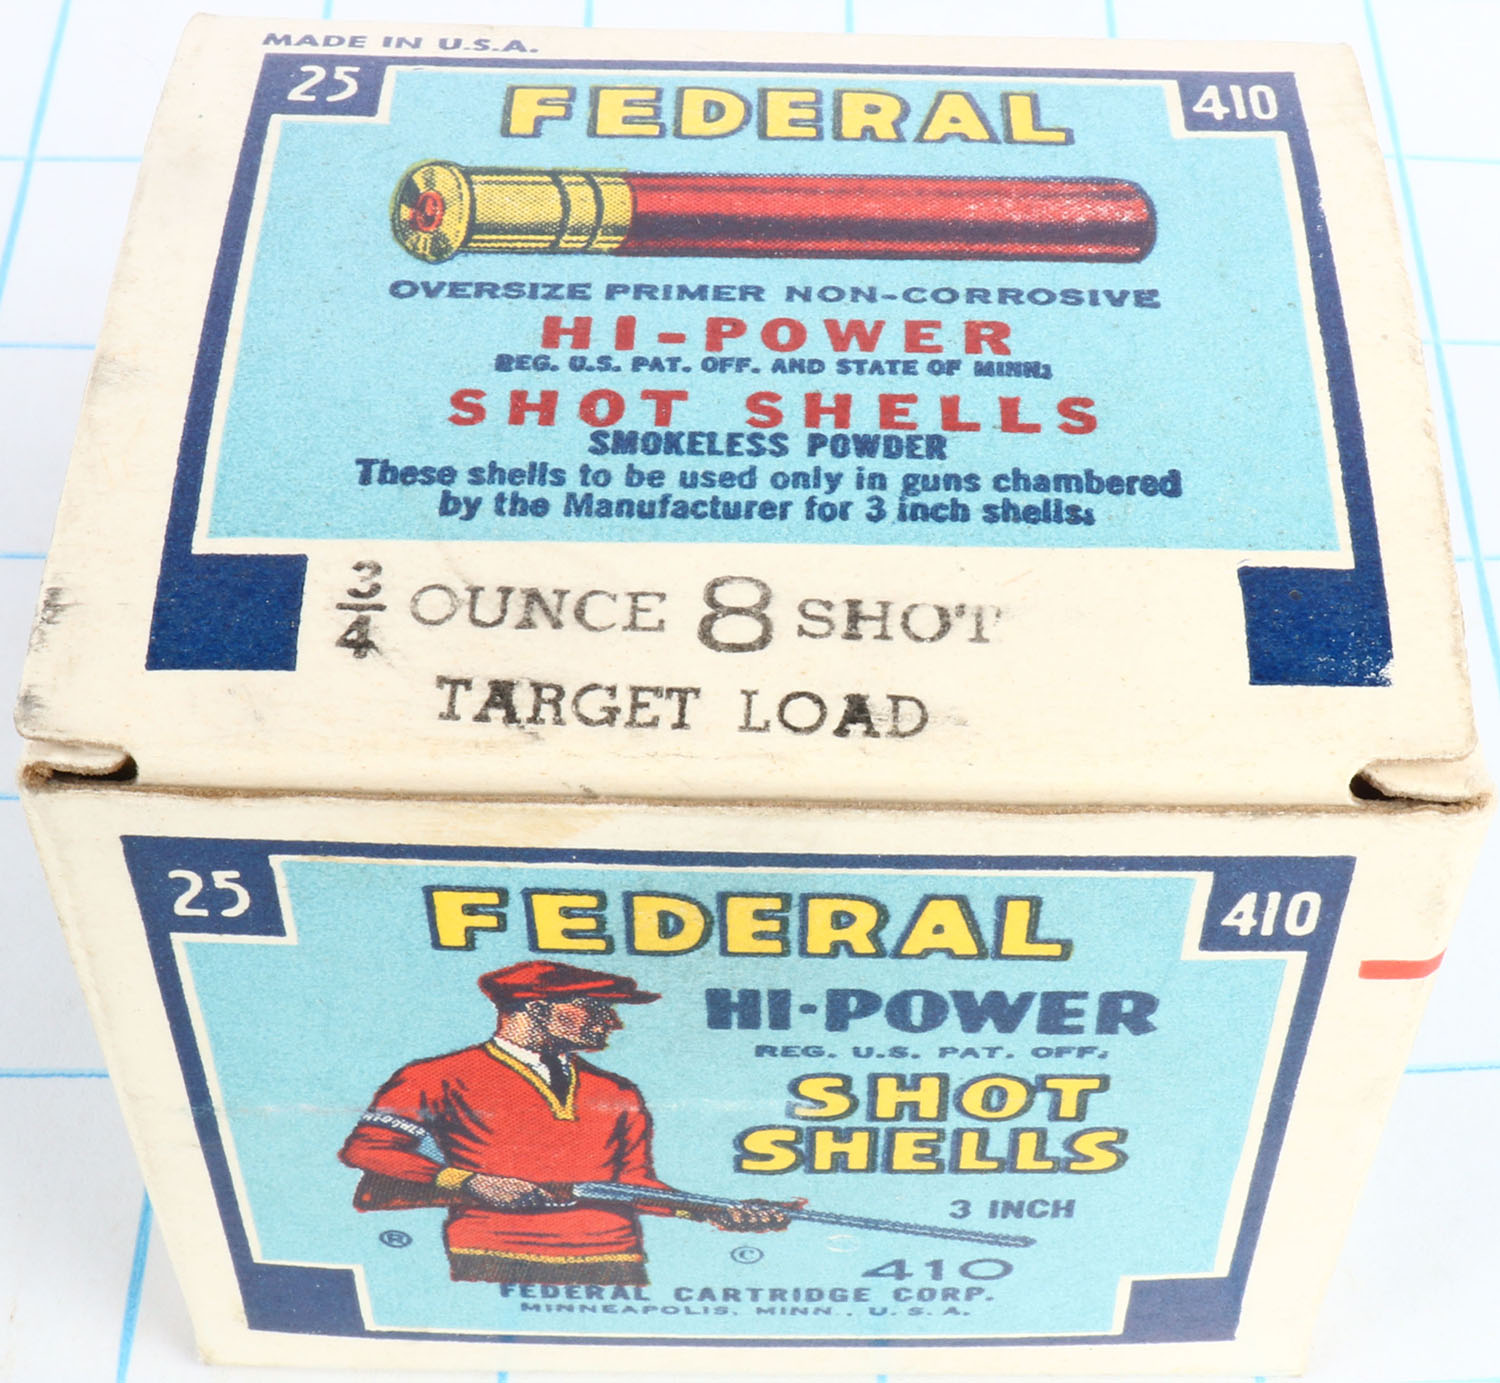 MADE IN U.S.A.
25
410
FEDERAL
OVERSIZE PRIMER NON-CORROSIVE
HI-POWER
REG. U.S. PAT. OFF. AND STATE OF MINN.
SHOT SHELLS
SMOKELESS POWDER
These shells to be used only in guns chambered
by the Manufacturer for 3 inch shells.
3/4 OUNCE 8 SHOT
TARGET LOAD
25
410
FEDERAL
HI-POWER
REG. U.S. PAT. OFF.
SHOT
SHELLS
3 INCH
®
©
410
FEDERAL CARTRIDGE CORP.
MINNEAPOLIS, MINN., U.S.A.